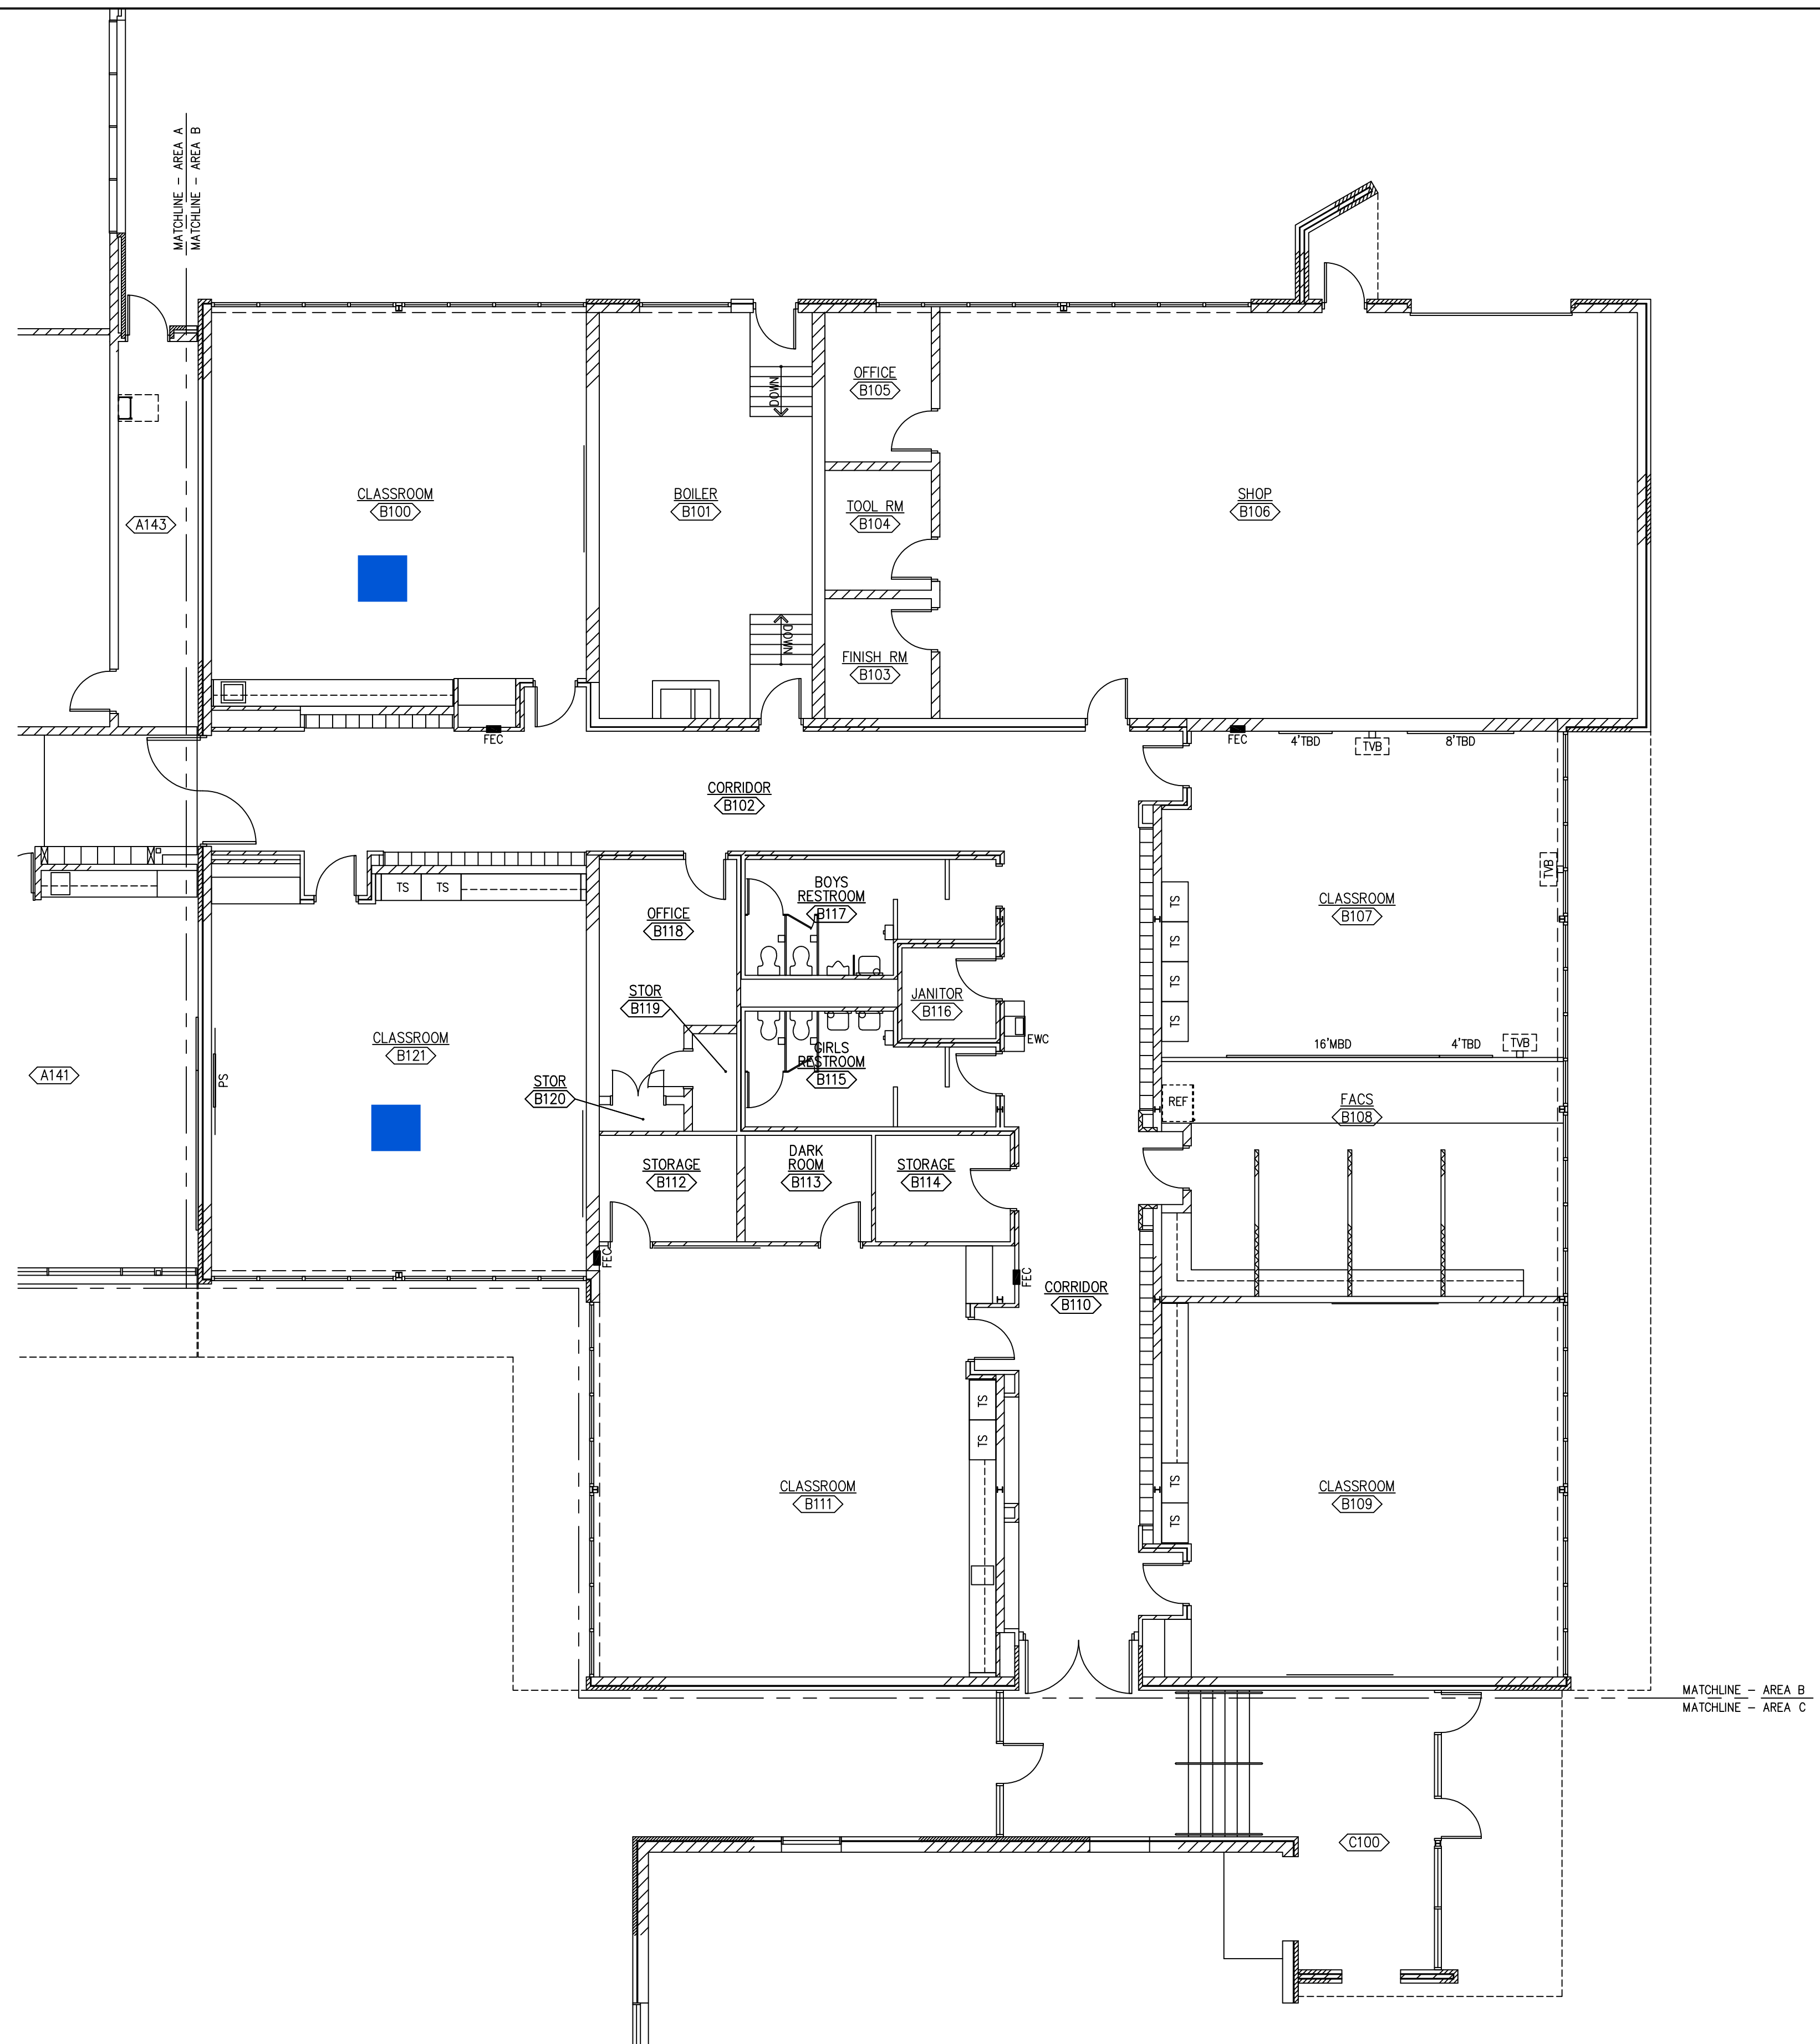 MATCHLINE - AREA A
MATCHLINE - AREA B
OFFICE
B105
DOWN
CLASSROOM
B100
BOILER
B101
TOOL RM
B104
SHOP
B106
A143
DOWN
FINISH RM
B103
FEC
FEC
4'TBD
TVB
8'TBD
CORRIDOR
B102
TS
TS
BOYS
RESTROOM
B117
TVB
CLASSROOM
B107
OFFICE
B118
TS
TS
TS
TS
STOR
B119
JANITOR
B116
EWC
CLASSROOM
B121
GIRLS
RESTROOM
B115
16'MBD
4'TBD
TVB
A141
PS
STOR
B120
REF
FACS
B108
STORAGE
B112
DARK
ROOM
B113
STORAGE
B114
FEC
FEC
CORRIDOR
B110
TS
TS
CLASSROOM
B111
TS
TS
CLASSROOM
B109
MATCHLINE - AREA B
MATCHLINE - AREA C
C100